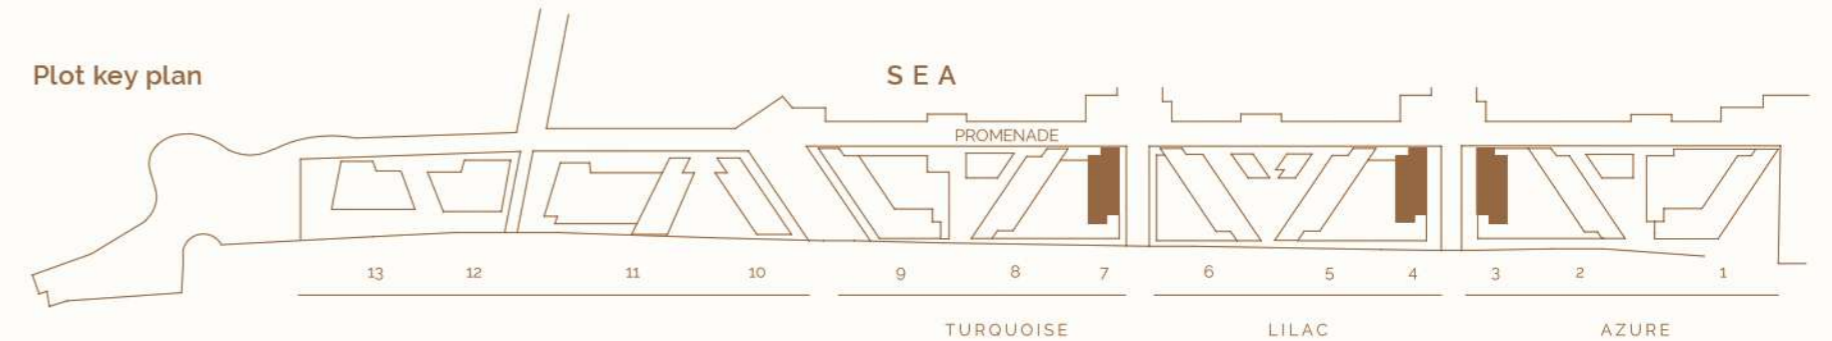 Plot key plan
SEA
PROMENADE
13 12 11 10 9 8 7 6 5 4 3 2 1
TURQUOISE LILAC AZURE